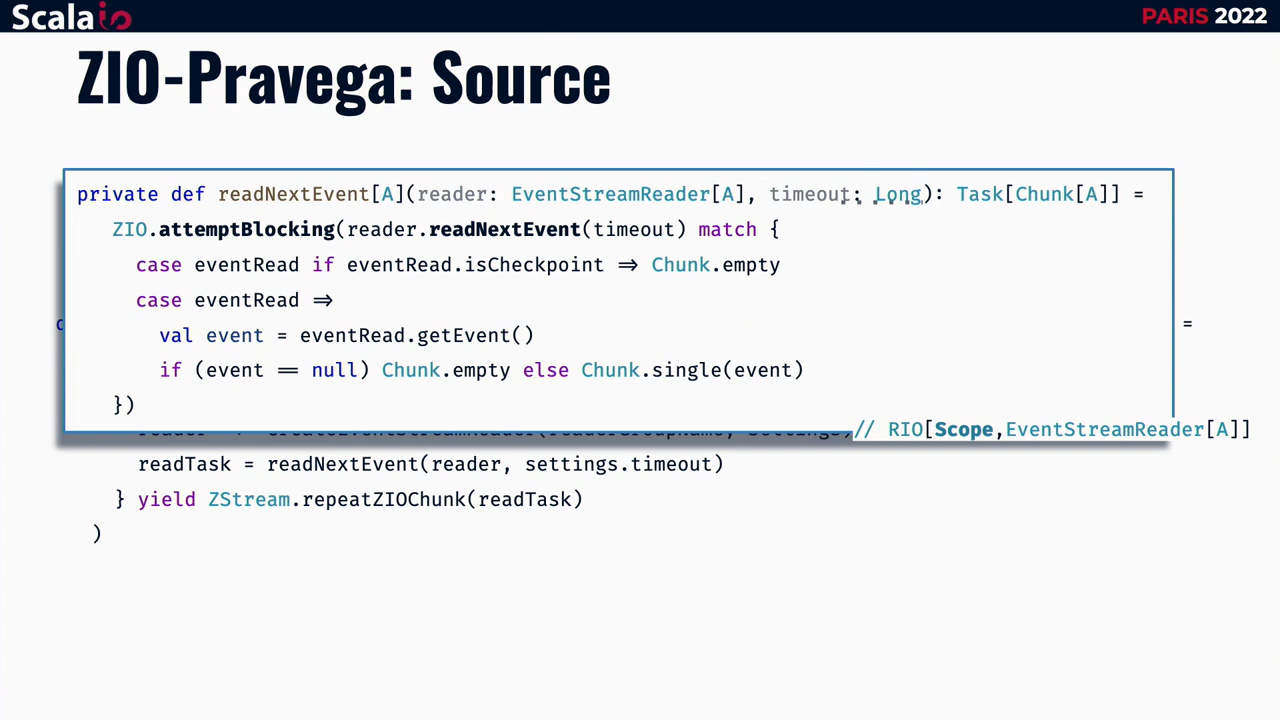 Scalaio
PARIS 2022
ZIO-Pravega: Source
private def readNextEvent[A](reader: EventStreamReader[A], timeout: Long): Task[Chunk[A]] =
ZIO.attemptBlocking(reader.readNextEvent(timeout) match {
case eventRead if eventRead.isCheckpoint ⇒ Chunk.empty
case eventRead ⇒
val event = eventRead.getEvent()
if (event == null) Chunk.empty else Chunk.single(event)
})
=
// RIO[Scope,EventStreamReader[A]]
readTask = readNextEvent(reader, settings.timeout)
} yield ZStream.repeatZIOChunk(readTask)
)